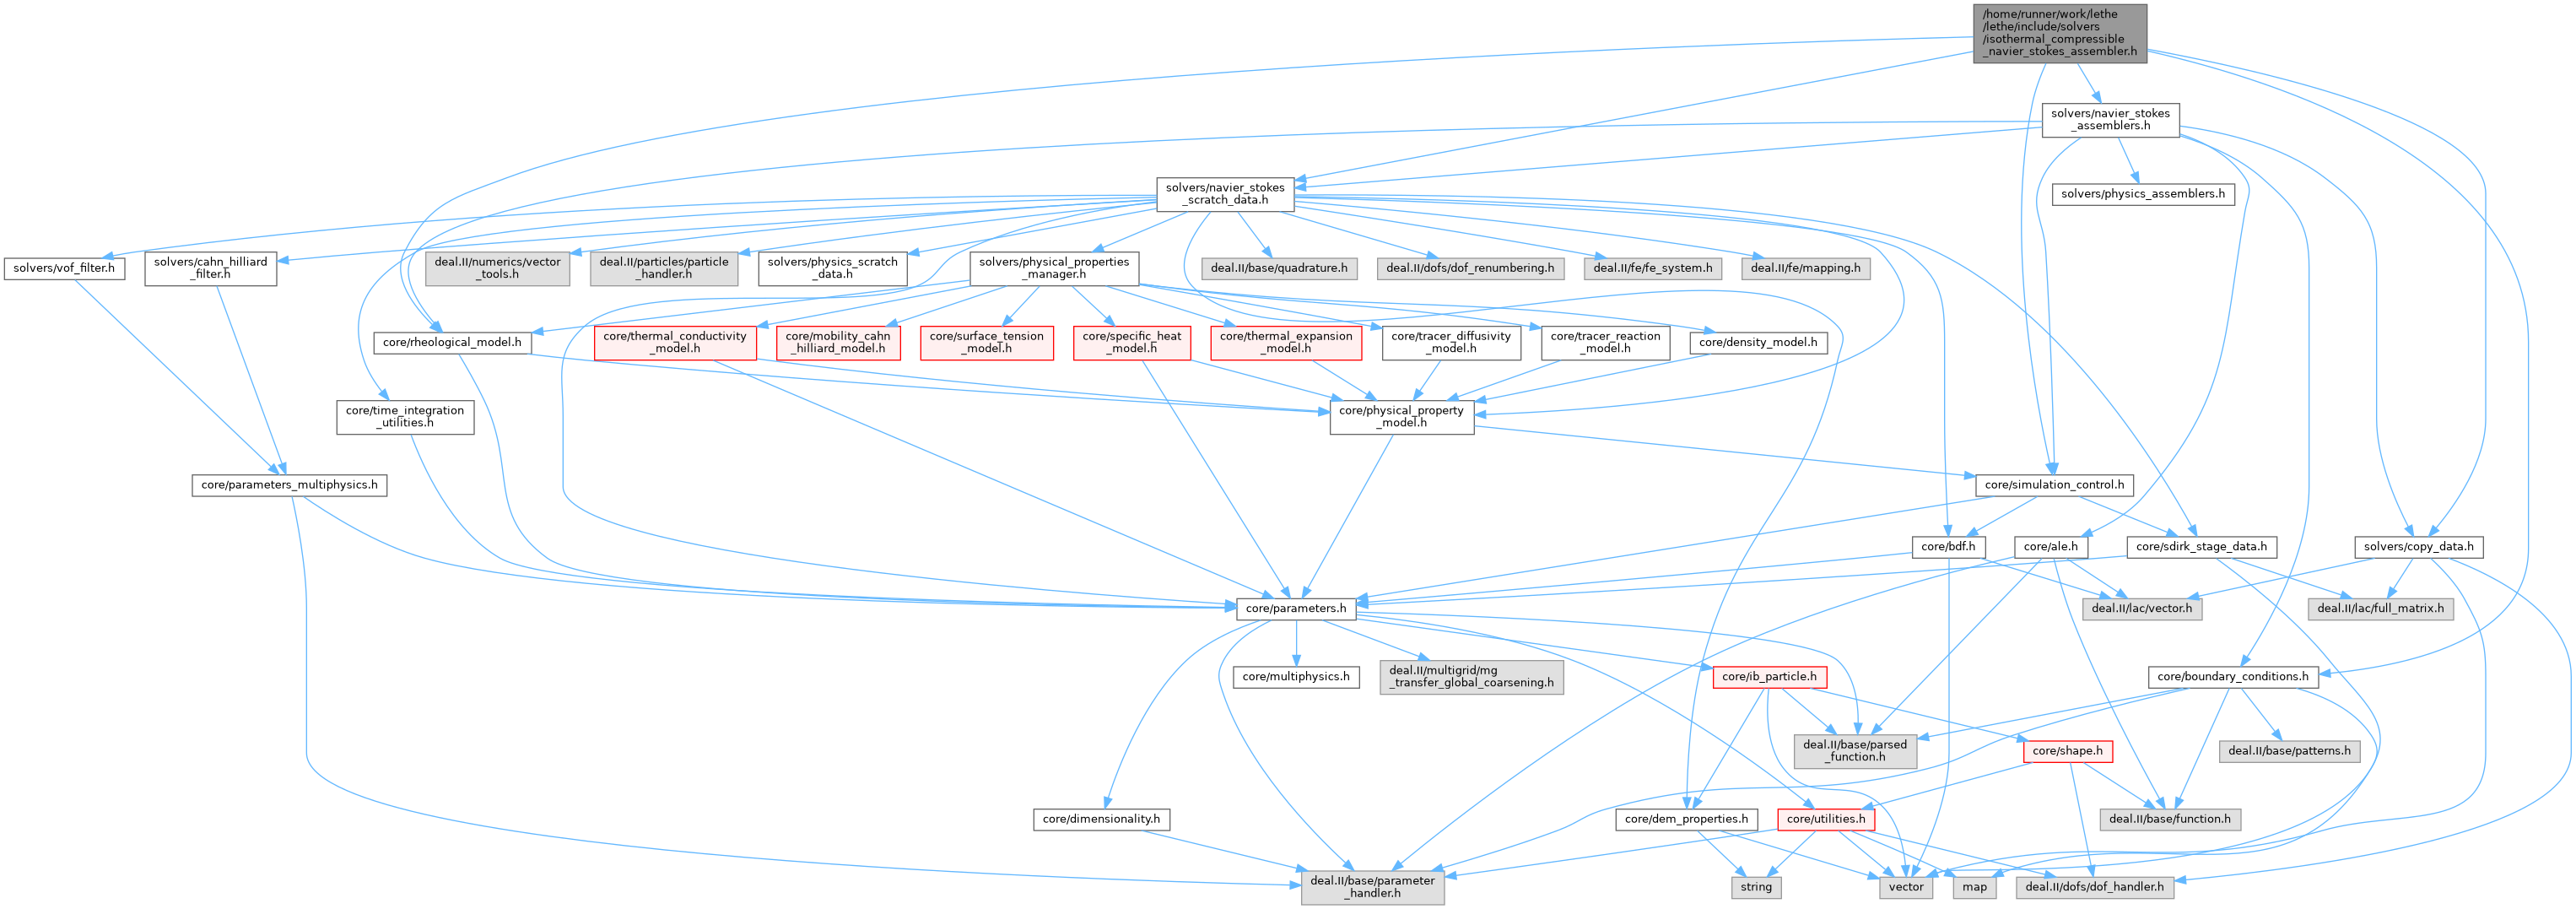 /home/runner/work/lethe
/lethe/include/solvers
/isothermal_compressible
_navier_stokes_assembler.h
solvers/navier_stokes
_assemblers.h
solvers/navier_stokes
_scratch_data.h
solvers/physics_assemblers.h
solvers/vof_filter.h
solvers/cahn_hilliard
_filter.h
deal.II/numerics/vector
_tools.h
deal.II/particles/particle
_handler.h
solvers/physics_scratch
_data.h
solvers/physical_properties
_manager.h
deal.II/base/quadrature.h
deal.II/dofs/dof_renumbering.h
deal.II/fe/fe_system.h
deal.II/fe/mapping.h
core/rheological_model.h
core/thermal_conductivity
_model.h
core/mobility_cahn
_hilliard_model.h
core/surface_tension
_model.h
core/specific_heat
_model.h
core/thermal_expansion
_model.h
core/tracer_diffusivity
_model.h
core/tracer_reaction
_model.h
core/density_model.h
core/time_integration
_utilities.h
core/physical_property
_model.h
core/parameters_multiphysics.h
core/simulation_control.h
core/bdf.h
core/ale.h
core/sdirk_stage_data.h
solvers/copy_data.h
core/parameters.h
deal.II/lac/vector.h
deal.II/lac/full_matrix.h
core/multiphysics.h
deal.II/multigrid/mg
_transfer_global_coarsening.h
core/ib_particle.h
core/boundary_conditions.h
deal.II/base/parsed
_function.h
core/shape.h
deal.II/base/patterns.h
core/dimensionality.h
core/dem_properties.h
core/utilities.h
deal.II/base/function.h
deal.II/base/parameter
_handler.h
string
vector
map
deal.II/dofs/dof_handler.h